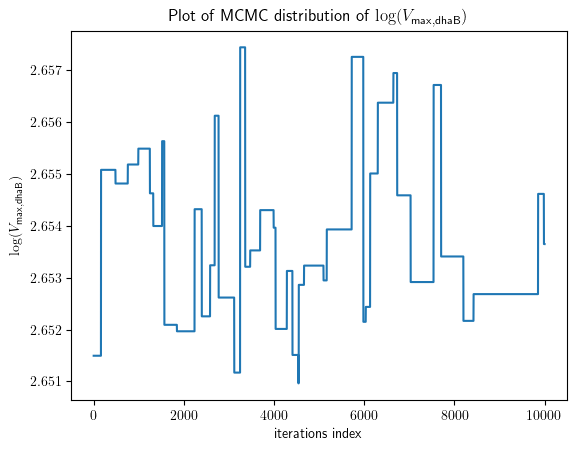 Plot of MCMC distribution of log(V_max,dhaB)
log(V_max,dhaB)
2.657
2.656
2.655
2.654
2.653
2.652
2.651
0 2000 4000 6000 8000 10000
iterations index